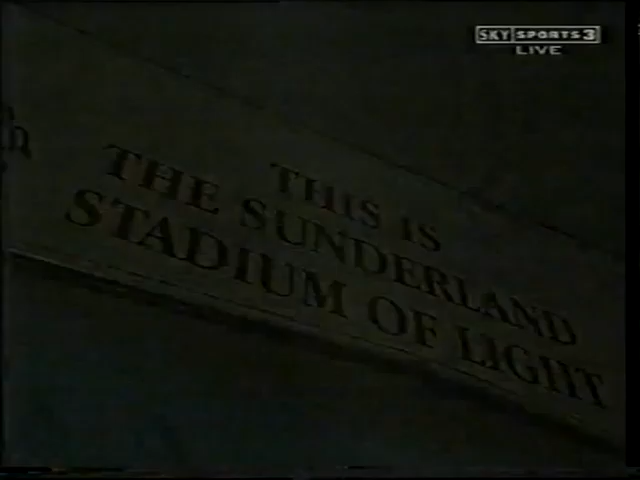 SKY SPORTS 3
LIVE
THIS IS
THE SUNDERLAND
STADIUM OF LIGHT